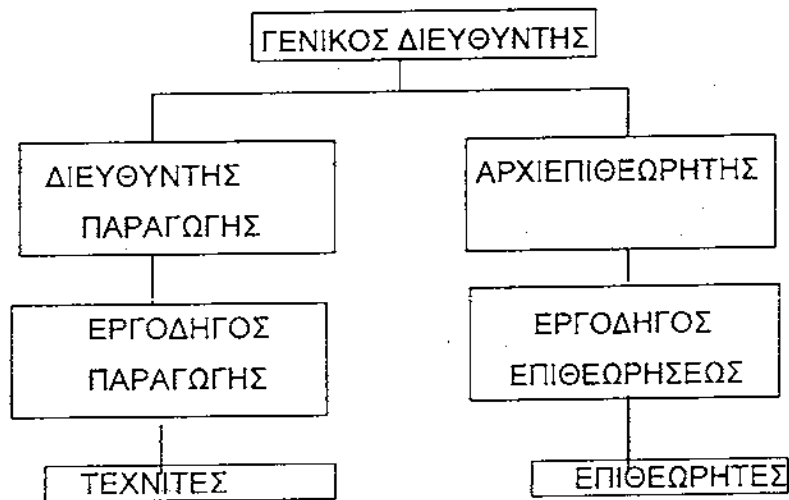 ΓΕΝΙΚΟΣ ΔΙΕΥΘΥΝΤΗΣ
ΔΙΕΥΘΥΝΤΗΣ
ΠΑΡΑΓΩΓΗΣ
ΑΡΧΙΕΠΙΘΕΩΡΗΤΗΣ
ΕΡΓΟΔΗΓΟΣ
ΠΑΡΑΓΩΓΗΣ
ΕΡΓΟΔΗΓΟΣ
ΕΠΙΘΕΩΡΗΣΕΩΣ
ΤΕΧΝΙΤΕΣ
ΕΠΙΘΕΩΡΗΤΕΣ